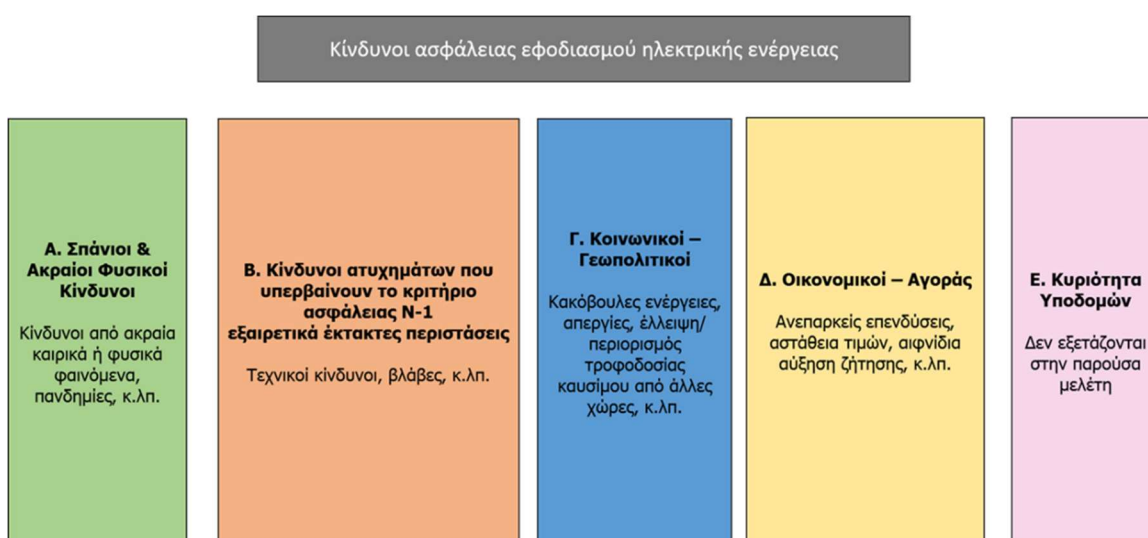 Κίνδυνοι ασφάλειας εφοδιασμού ηλεκτρικής ενέργειας
Α. Σπάνιοι &
Ακραίοι Φυσικοί
Κίνδυνοι
Κίνδυνοι από ακραία
καιρικά ή φυσικά
φαινόμενα,
πανδημίες, κ.λπ.
Β. Κίνδυνοι ατυχημάτων που
υπερβαίνουν το κριτήριο
ασφάλειας Ν-1
εξαιρετικά έκτακτες περιστάσεις
Τεχνικοί κίνδυνοι, βλάβες, κ.λπ.
Γ. Κοινωνικοί –
Γεωπολιτικοί
Κακόβουλες ενέργειες,
απεργίες, έλλειψη/
περιορισμός
τροφοδοσίας
καυσίμου από άλλες
χώρες, κ.λπ.
Δ. Οικονομικοί – Αγοράς
Ανεπαρκείς επενδύσεις,
αστάθεια τιμών, αιφνίδια
αύξηση ζήτησης, κ.λπ.
Ε. Κυριότητα
Υποδομών
Δεν εξετάζονται
στην παρούσα
μελέτη